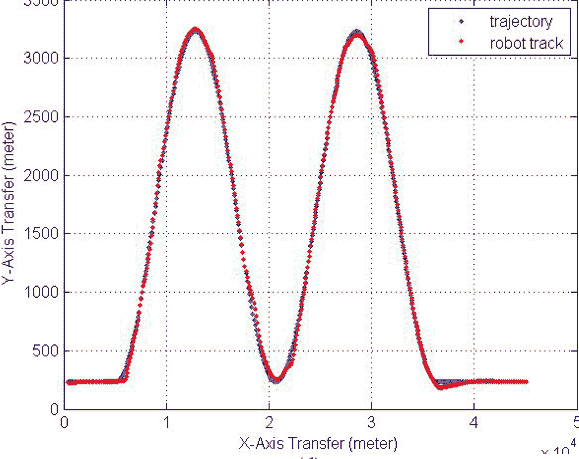 3500
trajectory
robot track
3000
2500
2000
1500
1000
500
0
Y-Axis Transfer (meter)
0 1 2 3 4 5
X-Axis Transfer (meter)
x 10^4